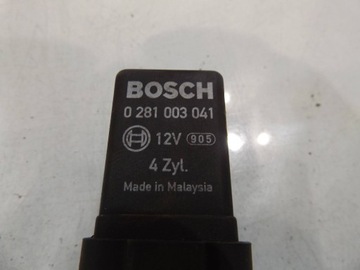 BOSCH
0 281 003 041
12V 905
4 Zyl.
Made in Malaysia